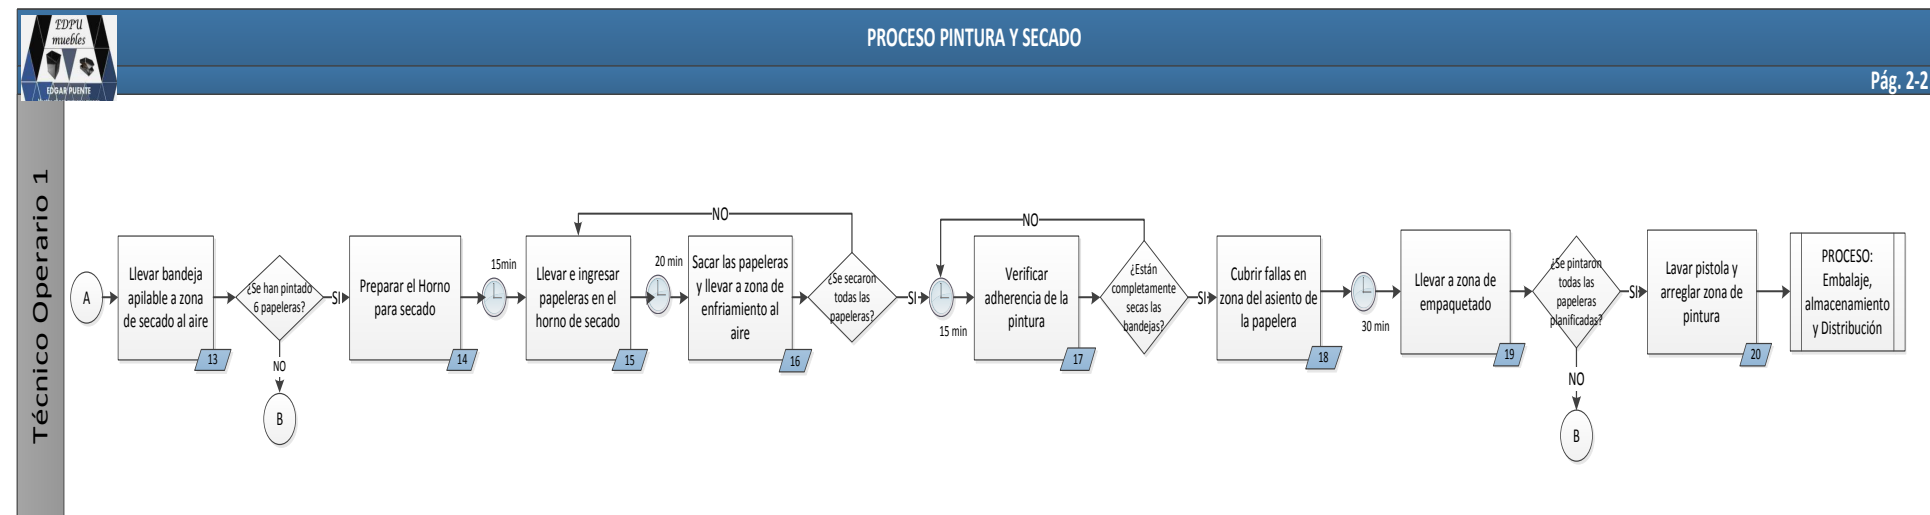 EDPU
muebles
EDGAR PUENTE
PROCESO PINTURA Y SECADO
Pág. 2-2
Técnico Operario 1
A
Llevar bandeja
apilable a zona
de secado al aire
13
¿Se han pintado
6 papeleras?
SI
NO
B
Preparar el Horno
para secado
14
15min
Llevar e ingresar
papeleras en el
horno de secado
15
20 min
Sacar las papeleras
y llevar a zona de
enfriamiento al
aire
16
¿Se secaron
todas las
papeleras?
NO
SI
15 min
Verificar
adherencia de la
pintura
17
¿Están
completamente
secas las
bandejas?
NO
SI
Cubrir fallas en
zona del asiento de
la papelera
18
30 min
Llevar a zona de
empaquetado
19
¿Se pintaron
todas las
papeleras
planificadas?
SI
NO
B
Lavar pistola y
arreglar zona de
pintura
20
PROCESO:
Embalaje,
almacenamiento
y Distribución